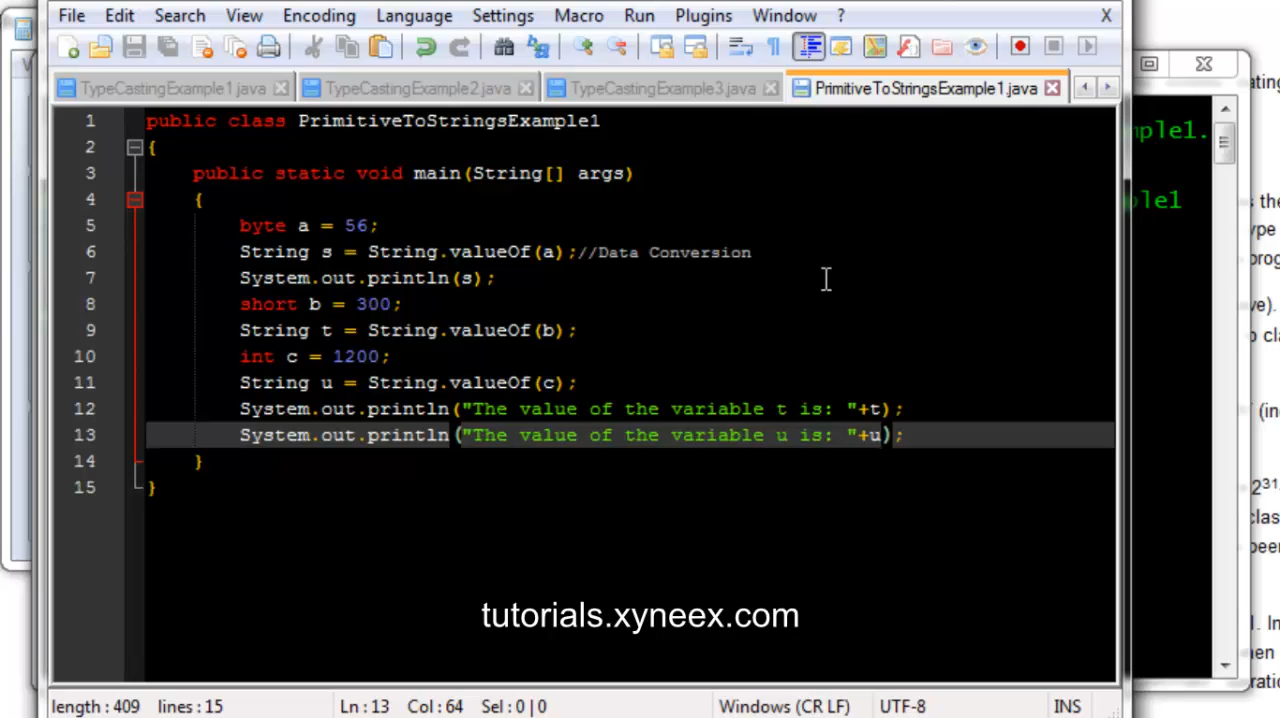 File Edit Search View Encoding Language Settings Macro Run Plugins Window ? X
TypeCastingExample1.java TypeCastingExample2.java TypeCastingExample3.java PrimitiveToStringsExample1.java
1 public class PrimitiveToStringsExample1
2 {
3 public static void main(String[] args)
4 {
5 byte a = 56;
6 String s = String.valueOf(a);//Data Conversion
7 System.out.println(s);
8 short b = 300;
9 String t = String.valueOf(b);
10 int c = 1200;
11 String u = String.valueOf(c);
12 System.out.println("The value of the variable t is: "+t);
13 System.out.println("The value of the variable u is: "+u);
14 }
15 }
tutorials.xyneex.com
length : 409 lines : 15 Ln : 13 Col : 64 Sel : 0 | 0 Windows (CR LF) UTF-8 INS